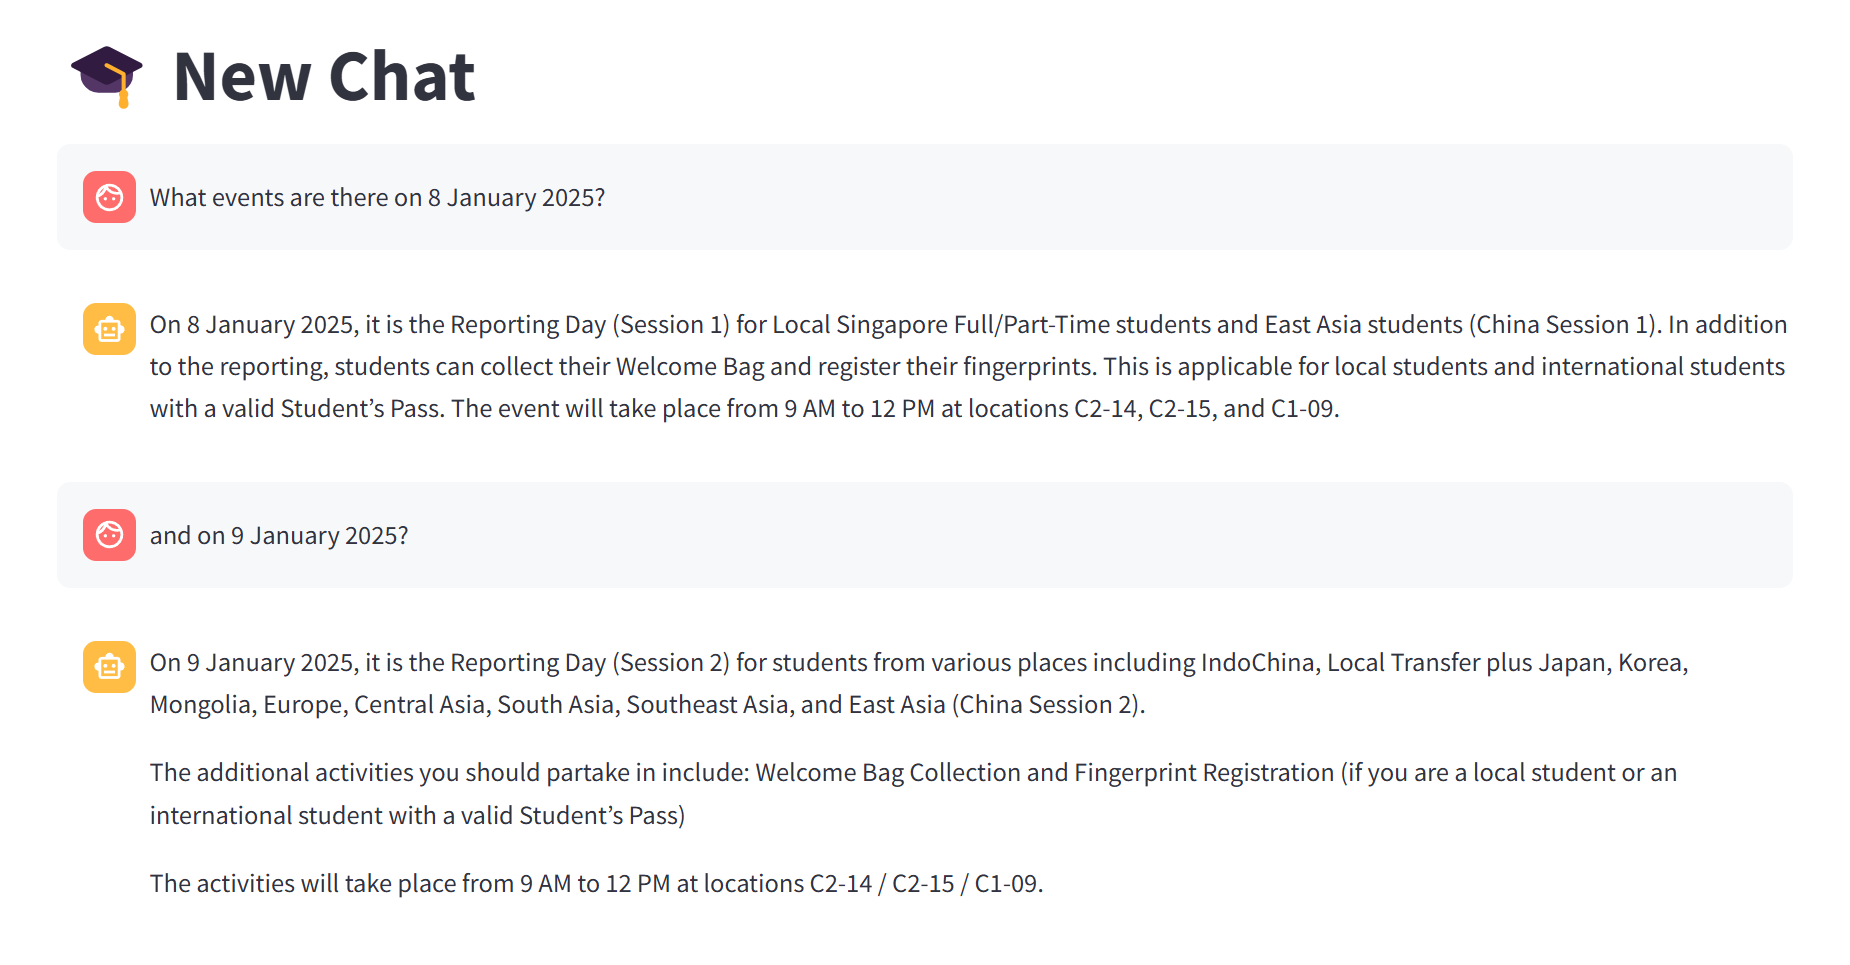 New Chat
What events are there on 8 January 2025?
On 8 January 2025, it is the Reporting Day (Session 1) for Local Singapore Full/Part-Time students and East Asia students (China Session 1). In addition
to the reporting, students can collect their Welcome Bag and register their fingerprints. This is applicable for local students and international students
with a valid Student’s Pass. The event will take place from 9 AM to 12 PM at locations C2-14, C2-15, and C1-09.
and on 9 January 2025?
On 9 January 2025, it is the Reporting Day (Session 2) for students from various places including IndoChina, Local Transfer plus Japan, Korea,
Mongolia, Europe, Central Asia, South Asia, Southeast Asia, and East Asia (China Session 2).
The additional activities you should partake in include: Welcome Bag Collection and Fingerprint Registration (if you are a local student or an
international student with a valid Student’s Pass)
The activities will take place from 9 AM to 12 PM at locations C2-14 / C2-15 / C1-09.